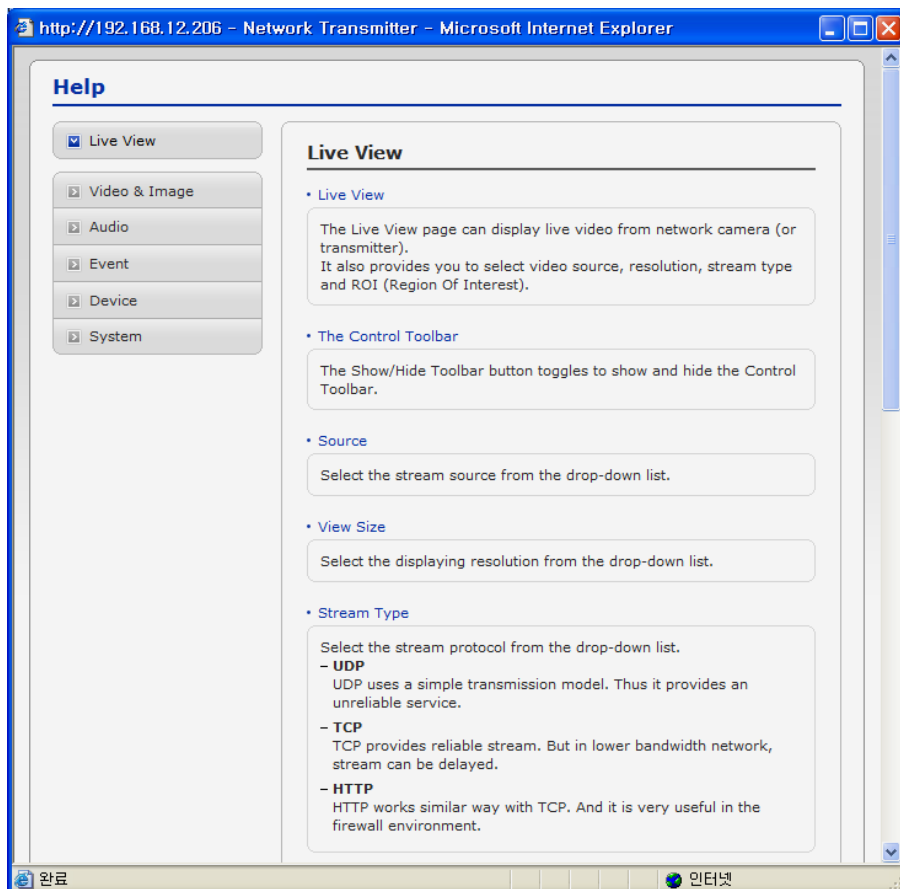 http://192.168.12.206 - Network Transmitter - Microsoft Internet Explorer
Help
Live View
Video & Image
Audio
Event
Device
System
Live View
• Live View
The Live View page can display live video from network camera (or
transmitter).
It also provides you to select video source, resolution, stream type
and ROI (Region Of Interest).
• The Control Toolbar
The Show/Hide Toolbar button toggles to show and hide the Control
Toolbar.
• Source
Select the stream source from the drop-down list.
• View Size
Select the displaying resolution from the drop-down list.
• Stream Type
Select the stream protocol from the drop-down list.
– UDP
UDP uses a simple transmission model. Thus it provides an
unreliable service.
– TCP
TCP provides reliable stream. But in lower bandwidth network,
stream can be delayed.
– HTTP
HTTP works similar way with TCP. And it is very useful in the
firewall environment.
완료
인터넷